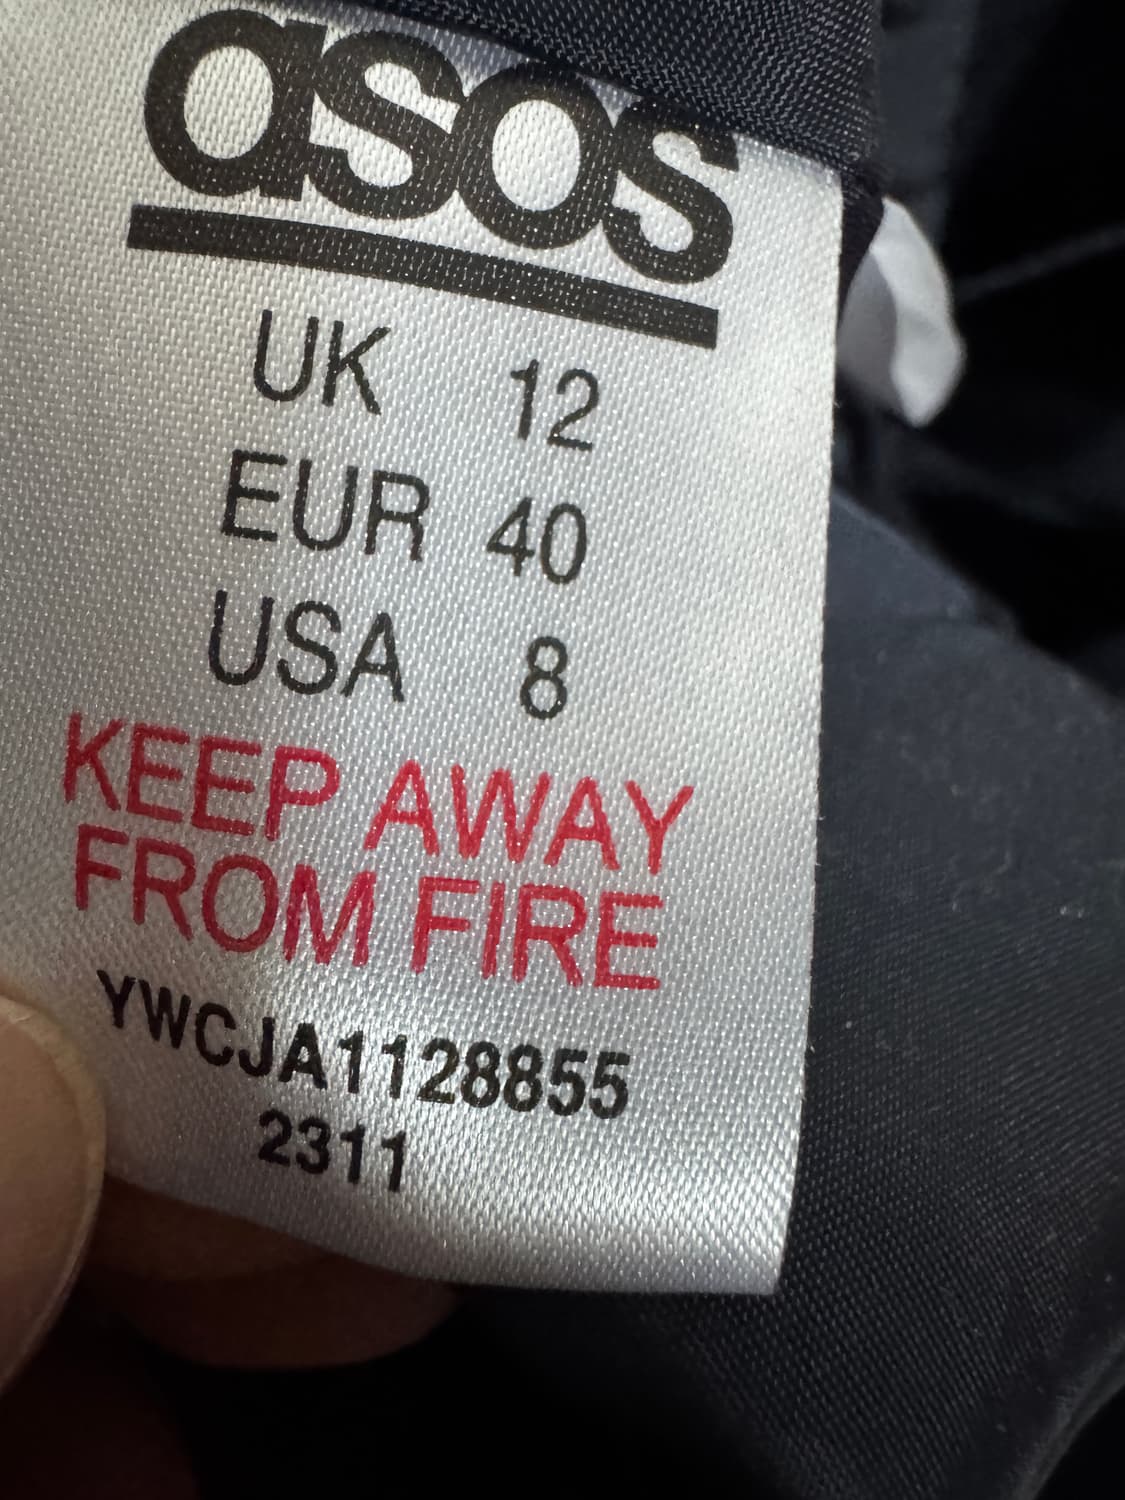 asos
UK 12
EUR 40
USA 8
KEEP AWAY
FROM FIRE
YWCJA1128855
2311